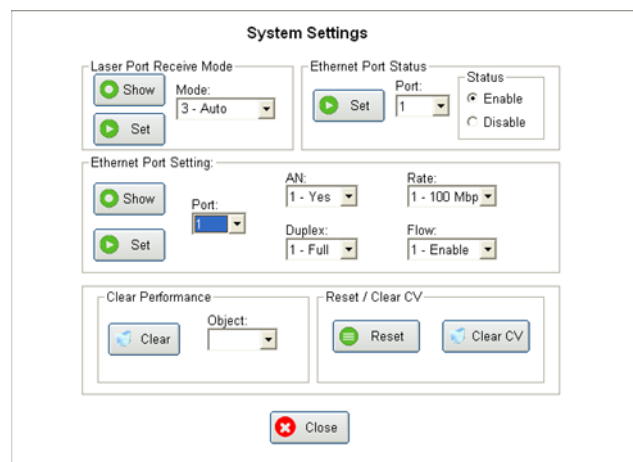 System Settings
Laser Port Receive Mode
Show
Mode:
3 - Auto
Set
Ethernet Port Status
Set
Port:
1
Status
Enable
Disable
Ethernet Port Setting:
Show
Set
Port:
1
AN:
1 - Yes
Rate:
1 - 100 Mbp
Duplex:
1 - Full
Flow:
1 - Enable
Clear Performance
Clear
Object:
Reset / Clear CV
Reset
Clear CV
Close